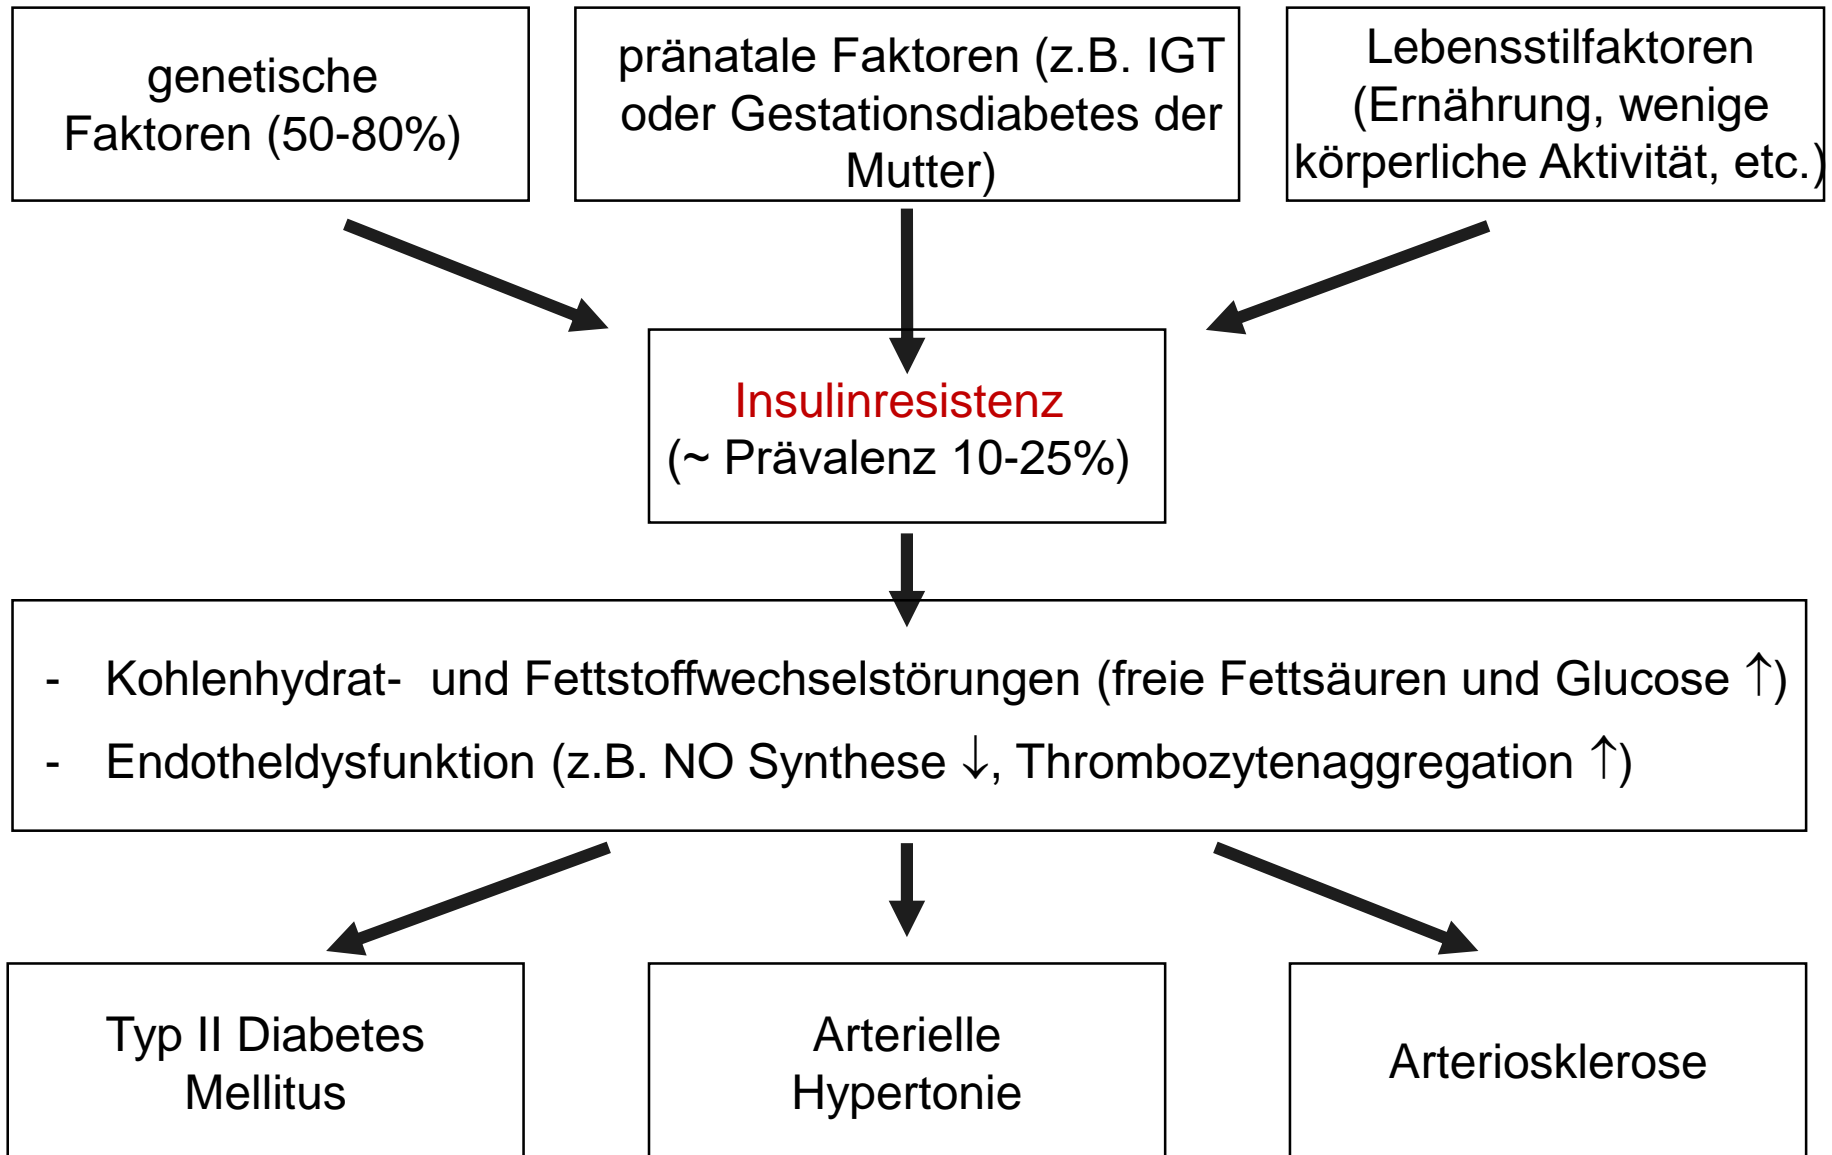 genetische
Faktoren (50-80%)
pränatale Faktoren (z.B. IGT
oder Gestationsdiabetes der
Mutter)
Lebensstilfaktoren
(Ernährung, wenige
körperliche Aktivität, etc.)
Insulinresistenz
(~ Prävalenz 10-25%)
- Kohlenhydrat- und Fettstoffwechselstörungen (freie Fettsäuren und Glucose ↑)
- Endotheldysfunktion (z.B. NO Synthese ↓, Thrombozytenaggregation ↑)
Typ II Diabetes
Mellitus
Arterielle
Hypertonie
Arteriosklerose